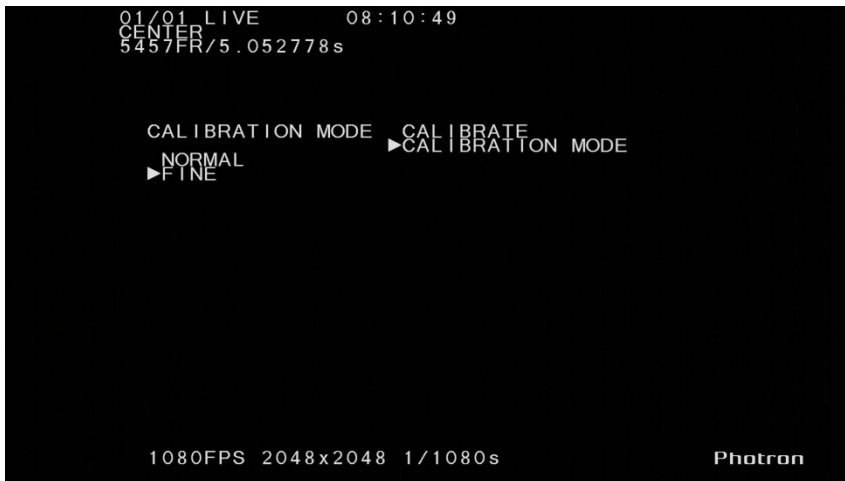 01/01 LIVE 08:10:49
CENTER
5457FR/5.052778s
CALIBRATION MODE CALIBRATE
▶CALIBRATION MODE
NORMAL
▶FINE
1080FPS 2048x2048 1/1080s Photron